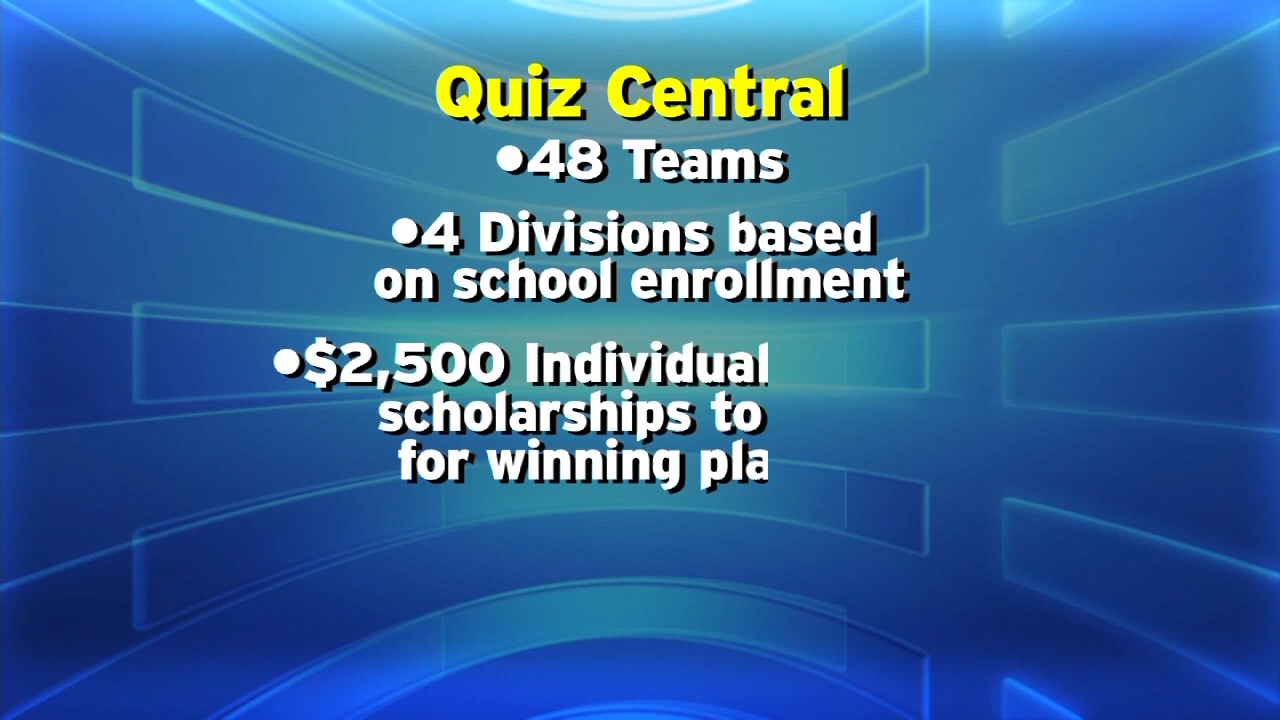 Quiz Central
•48 Teams
•4 Divisions based
on school enrollment
•$2,500 Individual
scholarships to
for winning pla